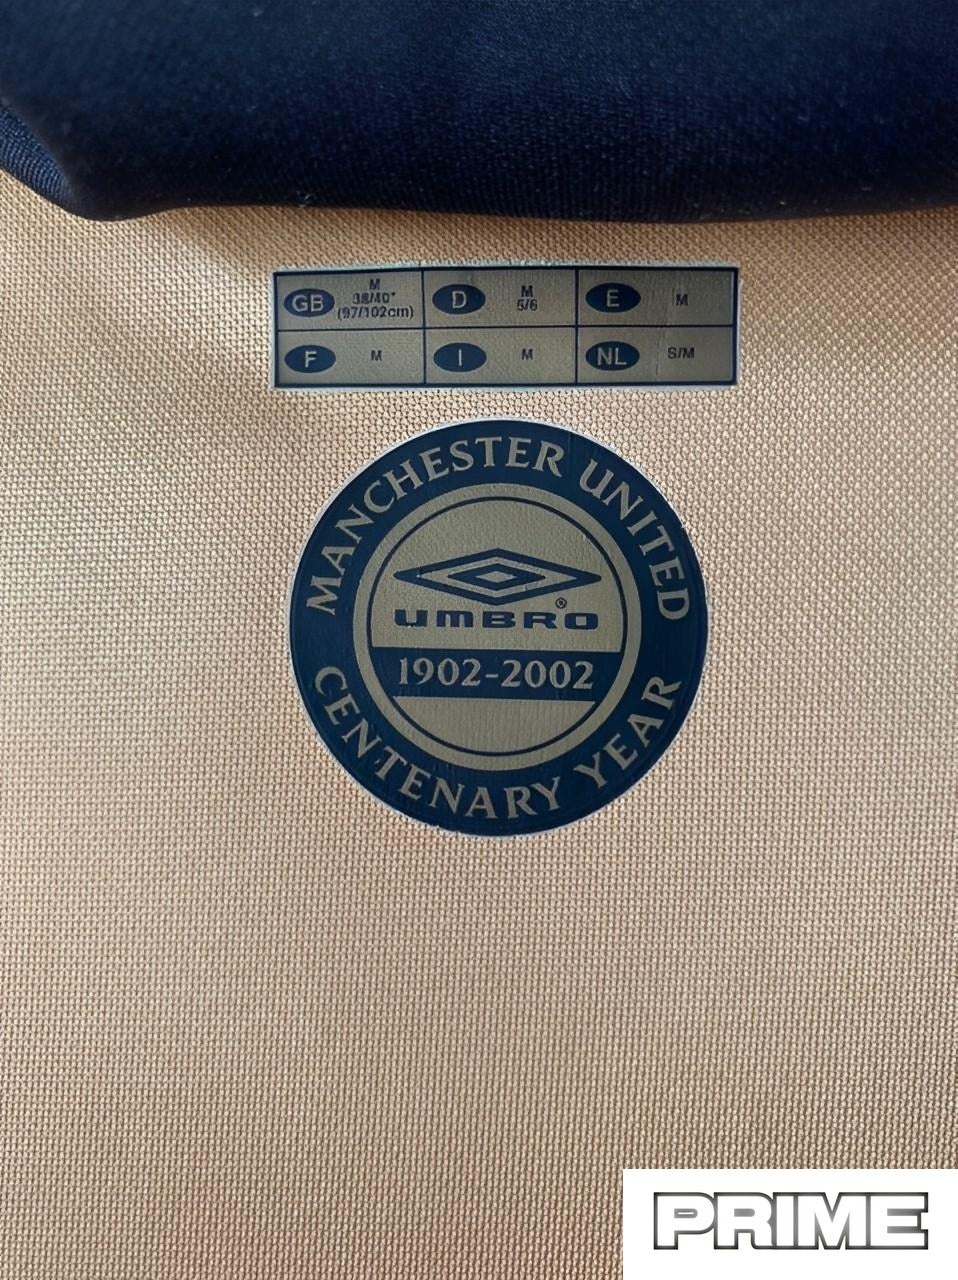 GB M 38/40" (97/102cm) D M 5/6 E M
F M I M NL S/M
MANCHESTER UNITED
UMBRO®
1902-2002
CENTENARY YEAR
PRIME